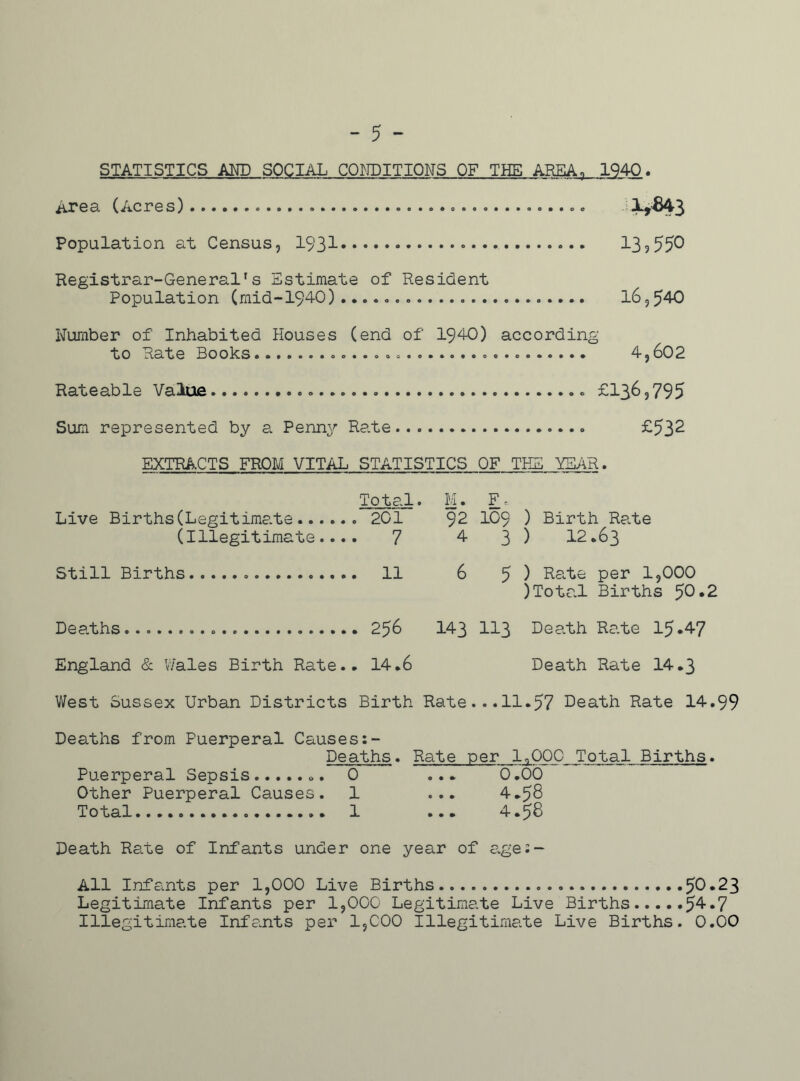 - 5 -
STATISTICS AND SOCIAL CONDITIONS OF THE AREA, 1940.
Area (Acres)...................................... 1,843
Population at Census, 1931....................... 13,550
Registrar-General's Estimate of Resident
Population (mid-1940)....................... 16,540
Number of Inhabited Houses (end of 1940) according
to Rate Books................................ 4,602
Rateable Value.................................... £136,795
Sum represented by a Penny Rate.................. £532
EXTRACTS FROM VITAL STATISTICS OF THE YEAR.
Total. M. F.
Live Births(Legitimate...... 201 92 109 ) Birth Rate
(Illegitimate.... 7 4 3 ) 12.63
Still Births................ 11 6 5 ) Rate per 1,000
)Total Births 50.2
Deaths...................... 256 143 113 Death Rate 15.47
England & Wales Birth Rate.. 14.6 Death Rate 14.3
West Sussex Urban Districts Birth Rate...11.57 Death Rate 14.99
Deaths from Puerperal Causes:-
Deaths. Rate per 1,000 Total Births.
Puerperal Sepsis....... 0 ... 0.00
Other Puerperal Causes. 1 ... 4.58
Total.................. 1 ... 4.58
Death Rate of Infants under one year of age:-
All Infants per 1,000 Live Births.......................50.23
Legitimate Infants per 1,000 Legitimate Live Births.....54.7
Illegitimate Infants per 1,000 Illegitimate Live Births. 0.00